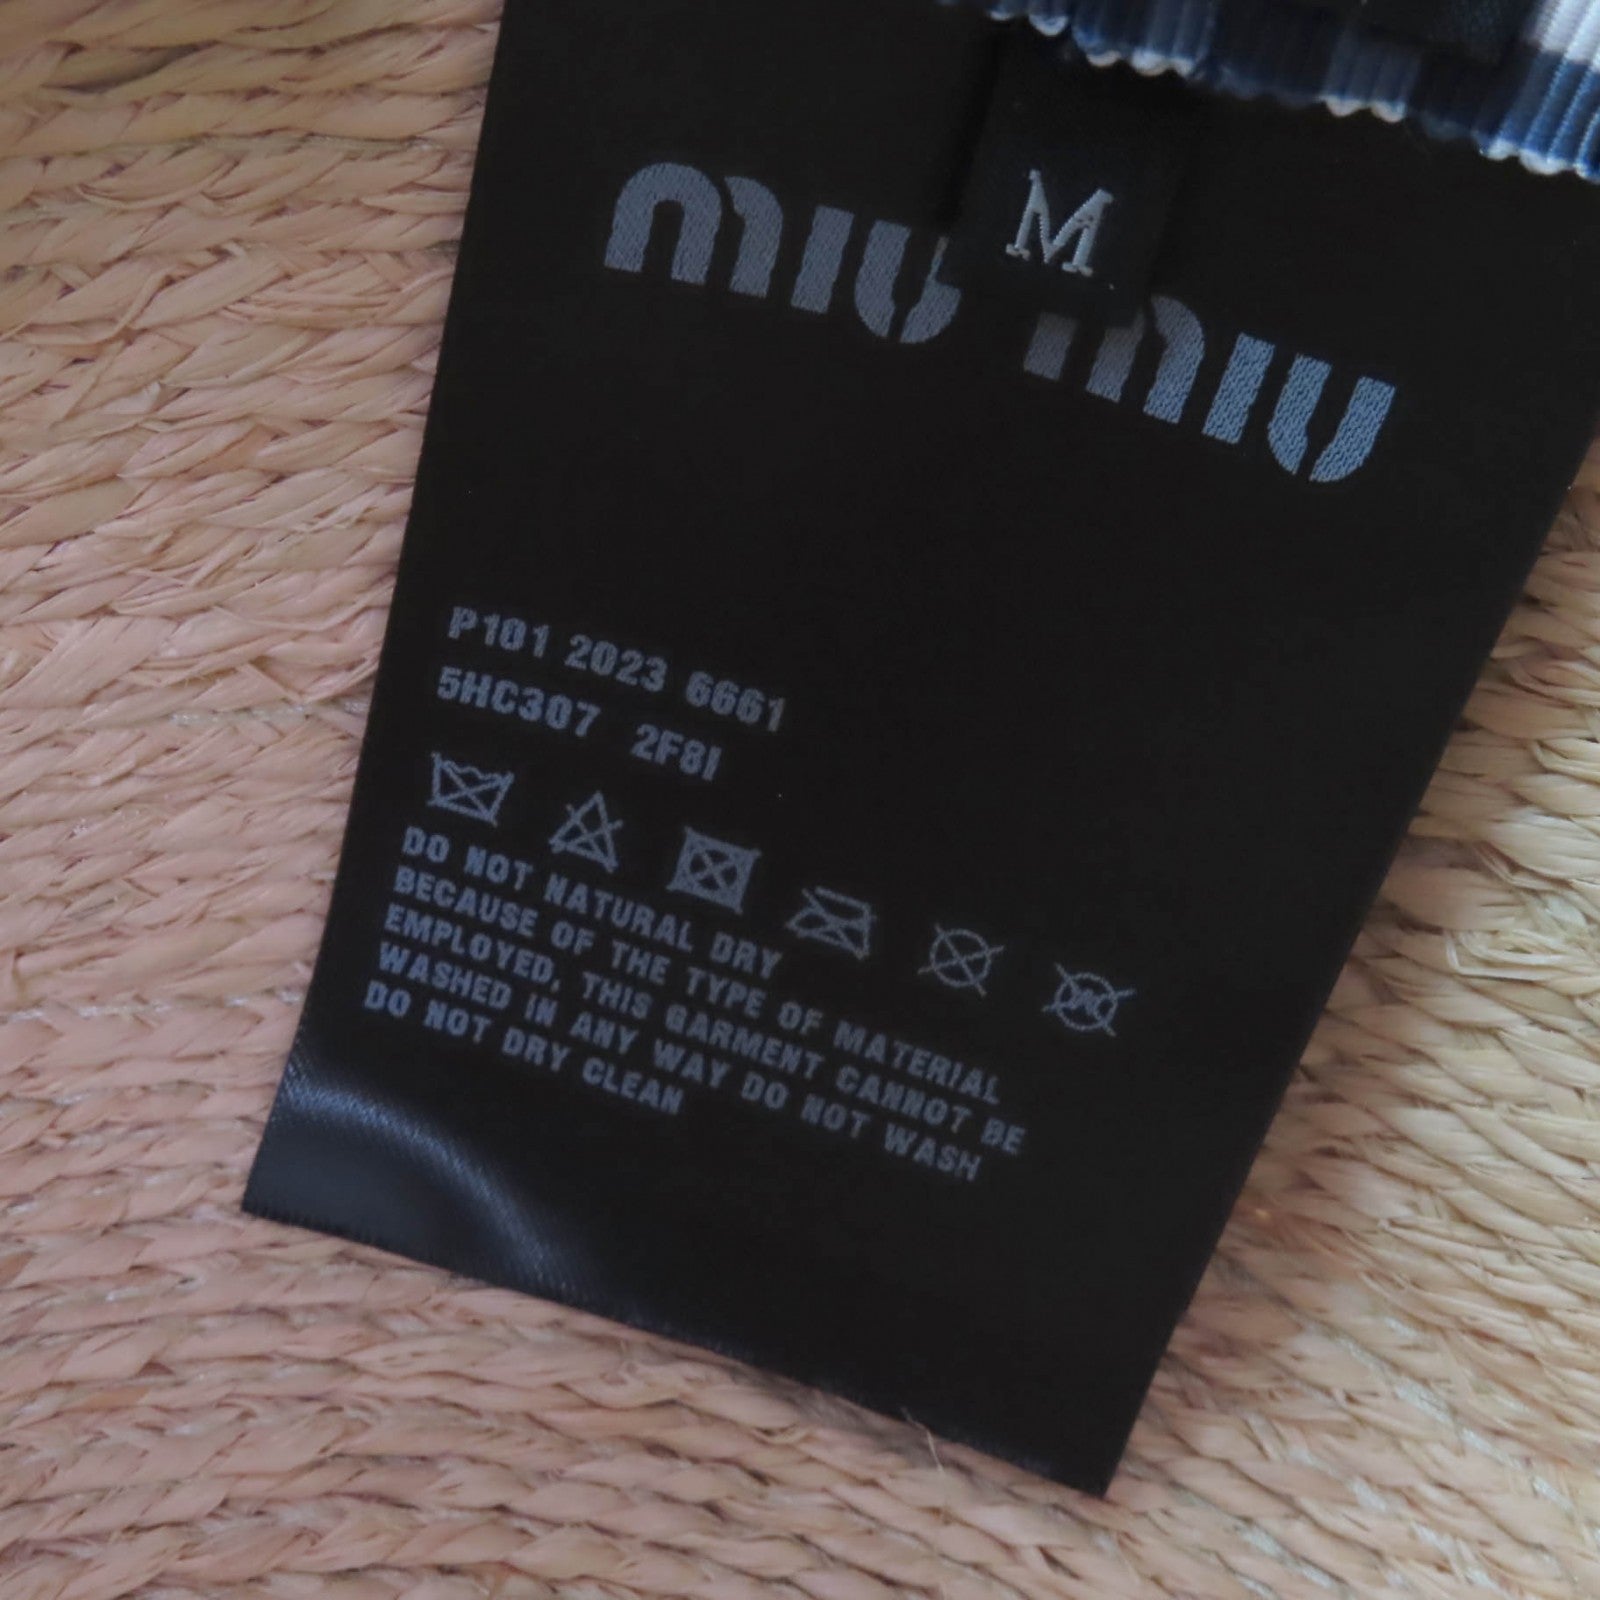 M
miu miu
P101 2023 6661
5HC307 2F8I
DO NOT NATURAL DRY
BECAUSE OF THE TYPE OF MATERIAL
EMPLOYED, THIS GARMENT CANNOT BE
WASHED IN ANY WAY DO NOT WASH
DO NOT DRY CLEAN